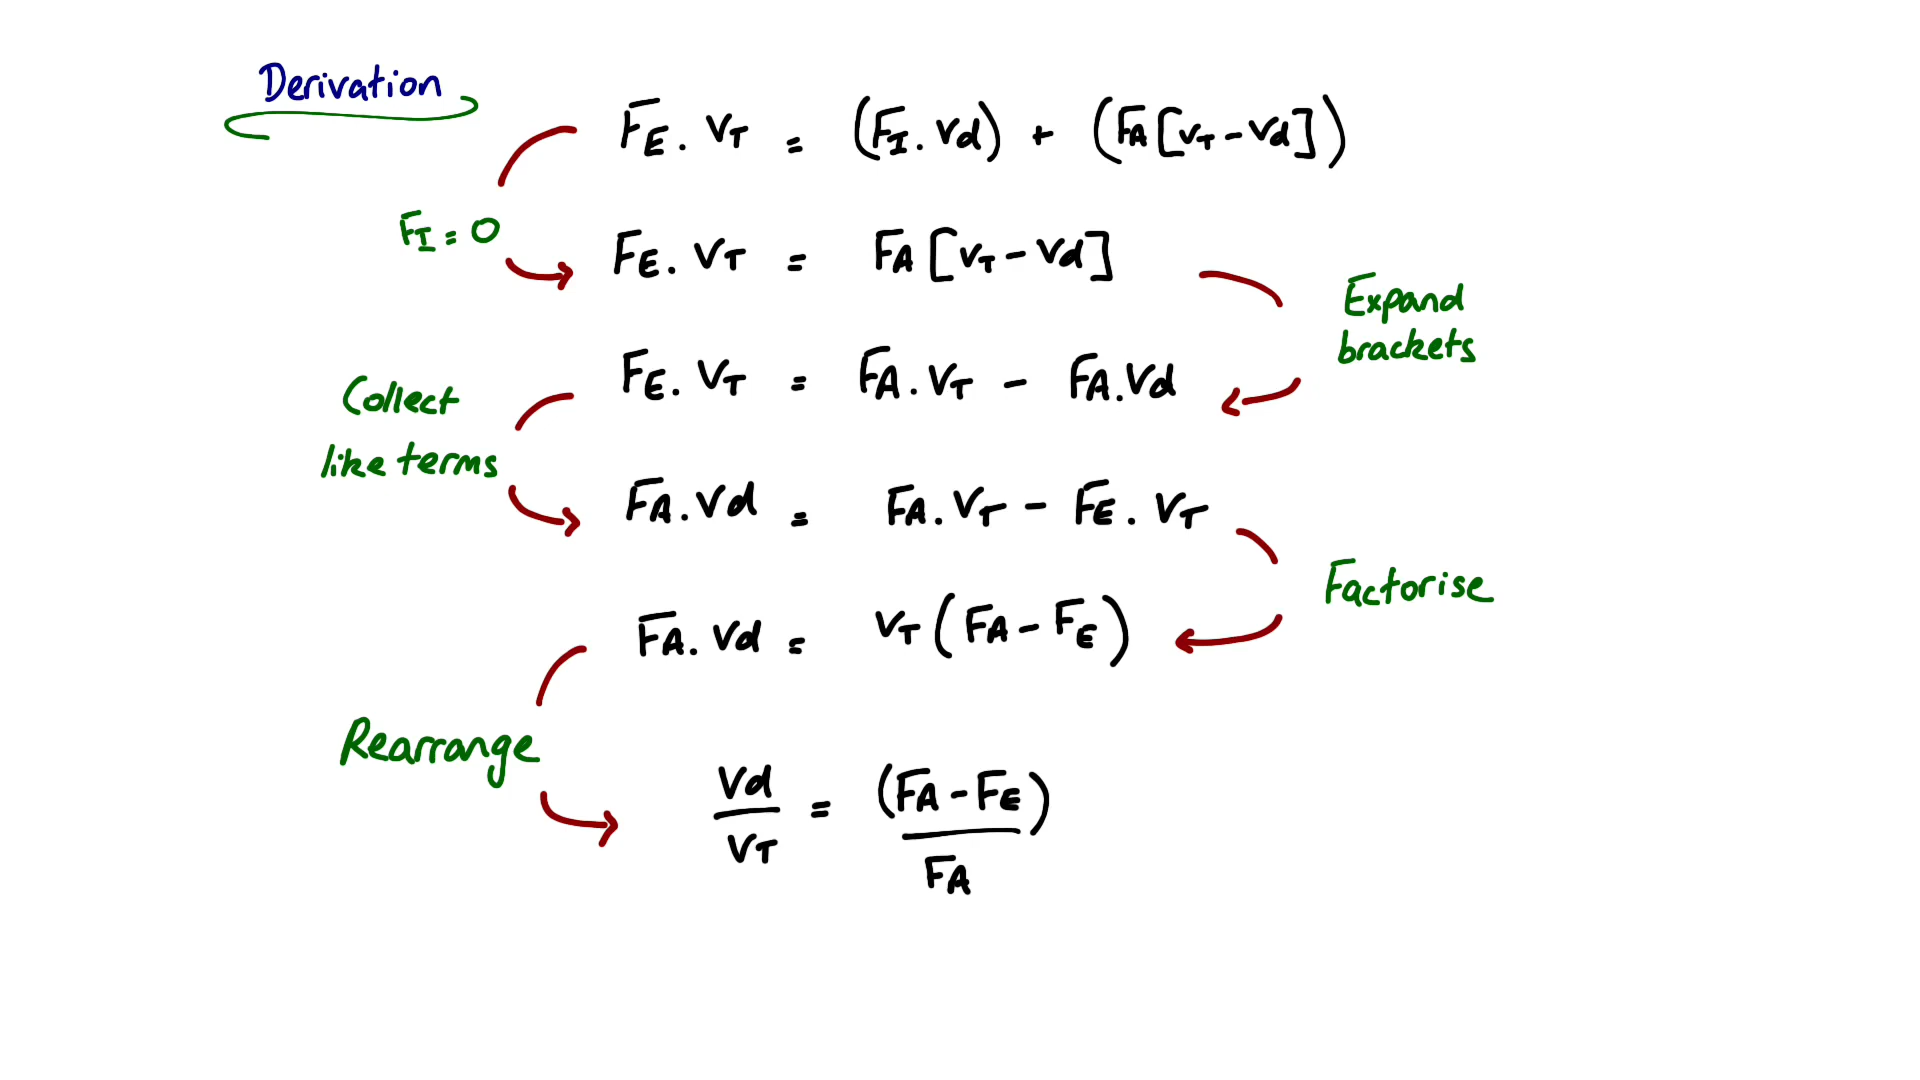 Derivation
FE . VT = (FI . Vd) + (FA [VT - Vd])
FI = 0
FE . VT = FA [VT - Vd]
Expand
brackets
FE . VT = FA . VT - FA . Vd
Collect
like terms
FA . Vd = FA . VT - FE . VT
Factorise
FA . Vd = VT (FA - FE)
Rearrange
Vd/VT = (FA - FE)/FA